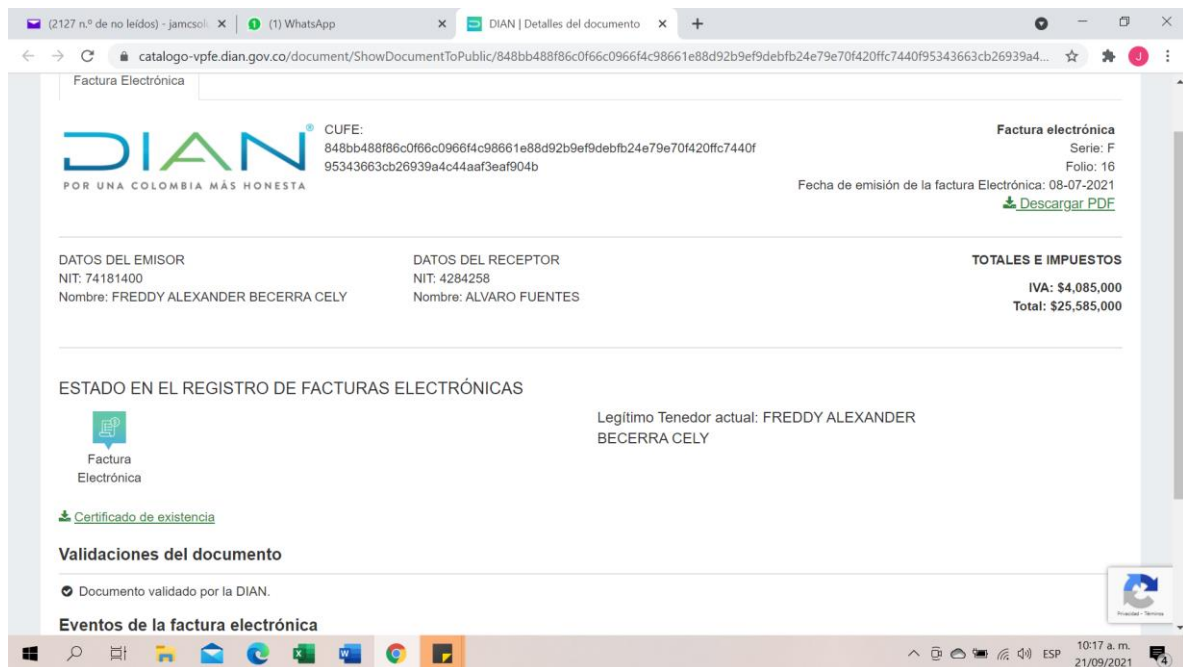 (2127 n.º de no leídos) - jamcsol
(1) WhatsApp
DIAN | Detalles del documento
catalogo-vpfe.dian.gov.co/document/ShowDocumentToPublic/848bb488f86c0f66c0966f4c98661e88d92b9ef9debfb24e79e70f420ffc7440f95343663cb26939a4...
J
Factura Electrónica
DIAN®
POR UNA COLOMBIA MÁS HONESTA
CUFE:
848bb488f86c0f66c0966f4c98661e88d92b9ef9debfb24e79e70f420ffc7440f
95343663cb26939a4c44aaf3eaf904b
Factura electrónica
Serie: F
Folio: 16
Fecha de emisión de la factura Electrónica: 08-07-2021
Descargar PDF
DATOS DEL EMISOR
NIT: 74181400
Nombre: FREDDY ALEXANDER BECERRA CELY
DATOS DEL RECEPTOR
NIT: 4284258
Nombre: ALVARO FUENTES
TOTALES E IMPUESTOS
IVA: $4,085,000
Total: $25,585,000
ESTADO EN EL REGISTRO DE FACTURAS ELECTRÓNICAS
Factura
Electrónica
Legítimo Tenedor actual: FREDDY ALEXANDER
BECERRA CELY
Certificado de existencia
Validaciones del documento
Documento validado por la DIAN.
Eventos de la factura electrónica
Privacidad - Términos
ESP
10:17 a. m.
21/09/2021
4